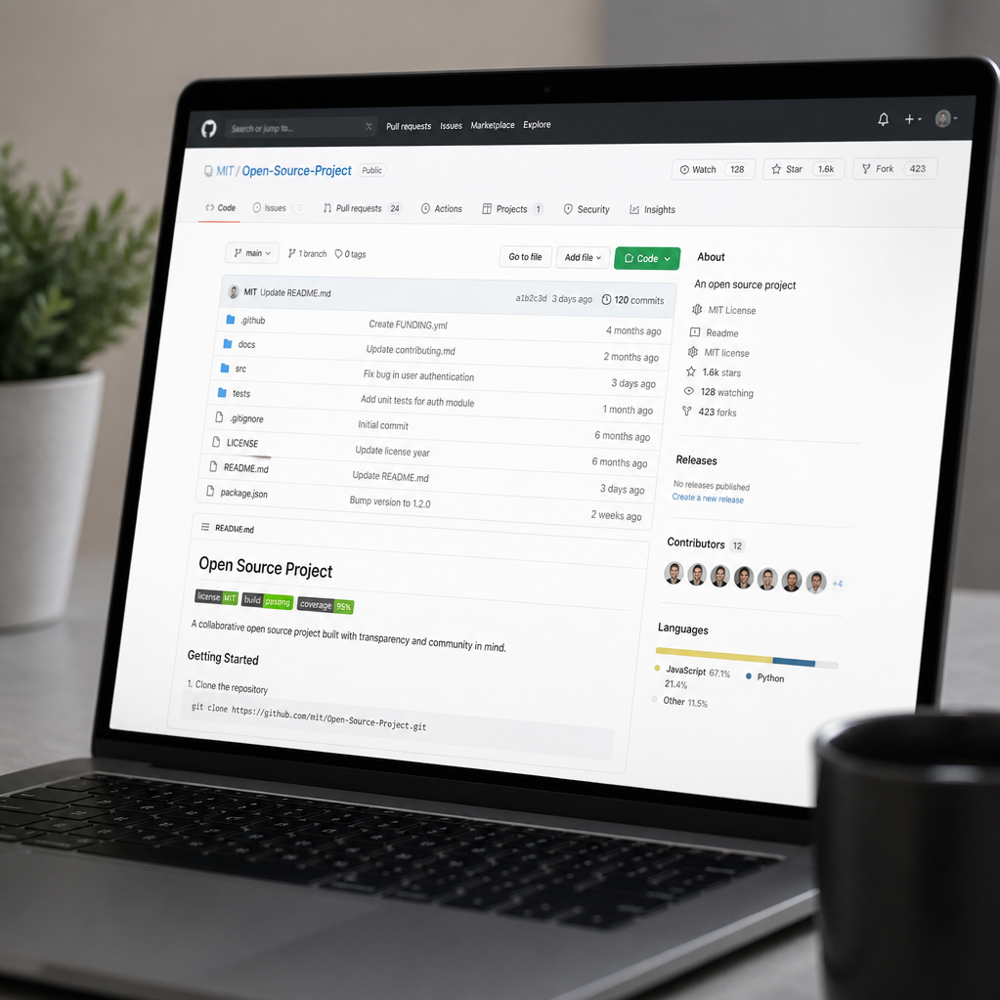 Search or jump to...
Pull requests Issues Marketplace Explore
MIT / Open-Source-Project Public
Watch 128 Star 1.6k Fork 423
Code Issues Pull requests 24 Actions Projects 1 Security Insights
main 1 branch 0 tags Go to file Add file Code
MIT Update README.md a1b2c3d 3 days ago 120 commits
.github Create FUNDING.yml 4 months ago
docs Update contributing.md 2 months ago
src Fix bug in user authentication 3 days ago
tests Add unit tests for auth module 1 month ago
.gitignore Initial commit 6 months ago
LICENSE Update license year 6 months ago
README.md Update README.md 3 days ago
package.json Bump version to 1.2.0 2 weeks ago
README.md
Open Source Project
license MIT build coverage 95%
A collaborative open source project built with transparency and community in mind.
Getting Started
1. Clone the repository
git clone https://github.com/mit/Open-Source-Project.git
About
An open source project
MIT License
Readme
MIT license
1.6k stars
128 watching
423 forks
Releases
No releases published
Create a new release
Contributors 12
+4
Languages
JavaScript 67.1% Python
21.4%
Other 11.5%